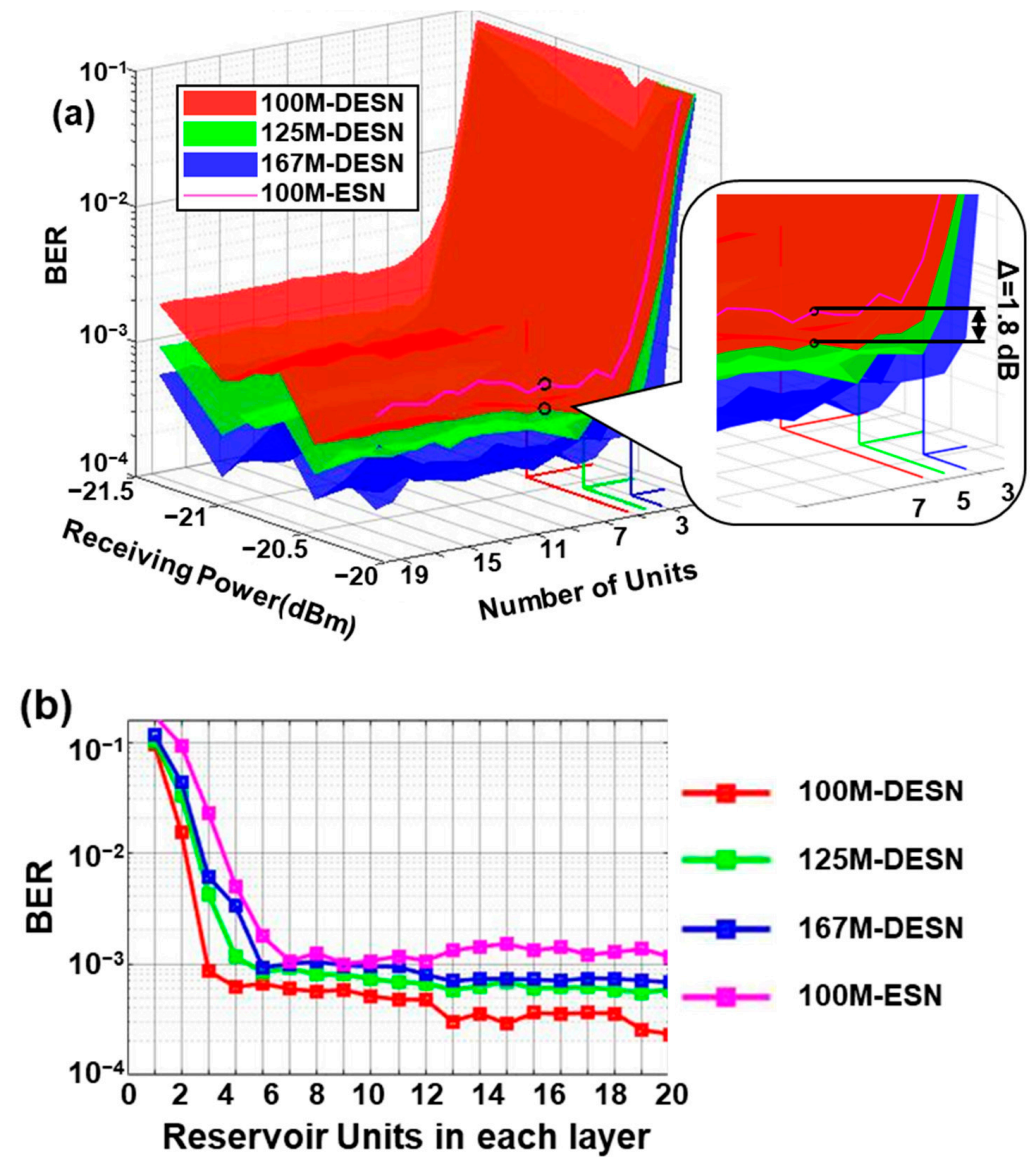 (a)
10−1
10−2
10−3
10−4
BER
100M-DESN
125M-DESN
167M-DESN
100M-ESN
−21.5
−21
−20.5
−20
Receiving Power(dBm)
19
15
11
7
3
Number of Units
Δ=1.8 dB
7
5
3
(b)
10−1
10−2
10−3
10−4
BER
0 2 4 6 8 10 12 14 16 18 20
Reservoir Units in each layer
100M-DESN
125M-DESN
167M-DESN
100M-ESN